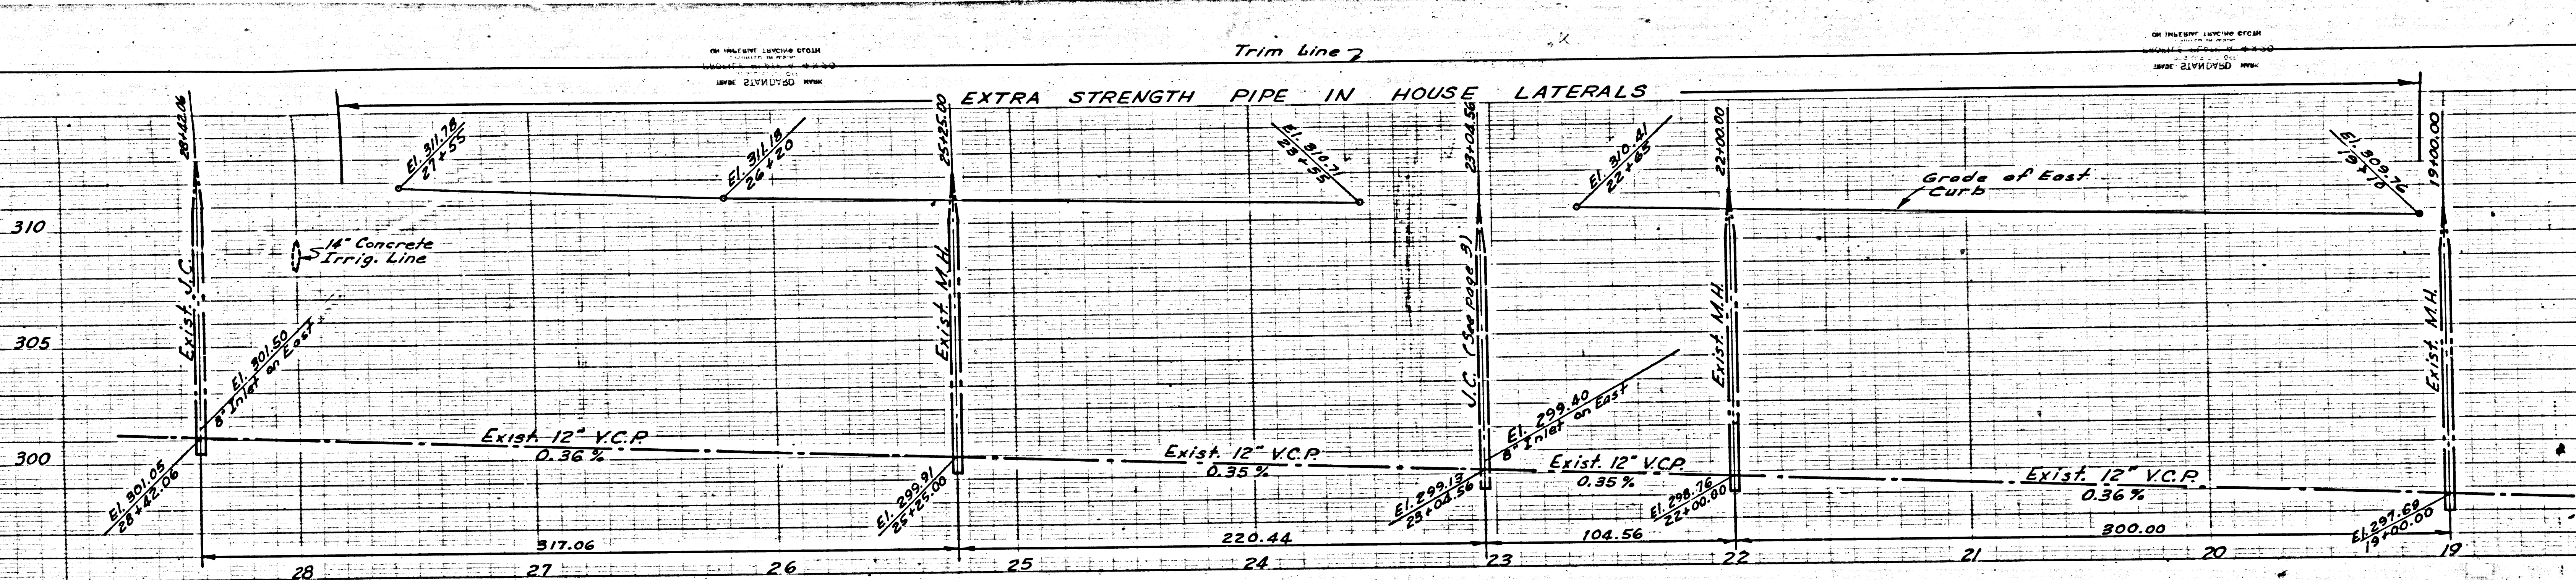 Trim Line
EXTRA STRENGTH PIPE IN HOUSE LATERALS
28+42.06
El. 311.78
27+55
El. 311.18
26+20
25+25.00
El. 310.71
23+55
23+04.56
El. 310.41
22+65
22+00.00
Grade of East
Curb
El. 309.76
19+10
19+00.00
310
305
300
Exist. J.C.
14" Concrete
Irrig. Line
Exist. M.H.
J.C. (See page 9)
Exist. M.H.
Exist. M.H.
El. 301.50
8" Inlet on East
El. 299.40
8" Inlet on East
Exist. 12" V.C.P.
0.36 %
Exist. 12" V.C.P.
0.35 %
Exist. 12" V.C.P.
0.35 %
Exist. 12" V.C.P.
0.36 %
El. 301.05
28+42.06
El. 299.91
25+25.00
El. 299.13
23+04.56
El. 298.76
22+00.00
El. 297.69
19+00.00
317.06
220.44
104.56
300.00
28 27 26 25 24 23 22 21 20 19